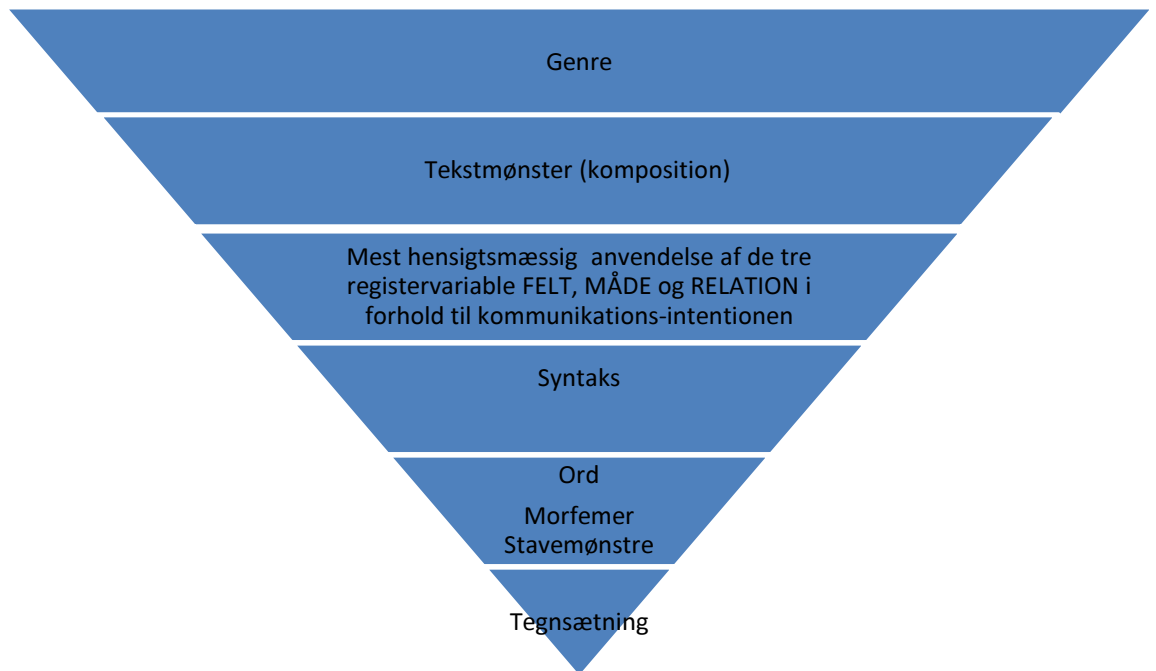 Genre
Tekstmønster (komposition)
Mest hensigtsmæssig anvendelse af de tre
registervariable FELT, MÅDE og RELATION i
forhold til kommunikations-intentionen
Syntaks
Ord
Morfemer
Stavemønstre
Tegnsætning